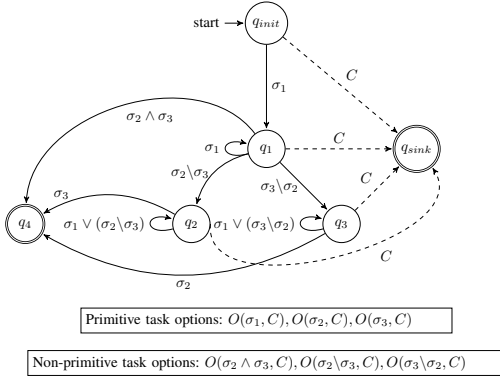 start
q_init
C
σ1
σ2 ∧ σ3
σ1
q1
C
q_sink
σ2\σ3
σ3\σ2
C
σ3
q4
σ1 ∨ (σ2\σ3)
q2
σ1 ∨ (σ3\σ2)
q3
C
σ2
Primitive task options: O(σ1, C), O(σ2, C), O(σ3, C)
Non-primitive task options: O(σ2 ∧ σ3, C), O(σ2\σ3, C), O(σ3\σ2, C)